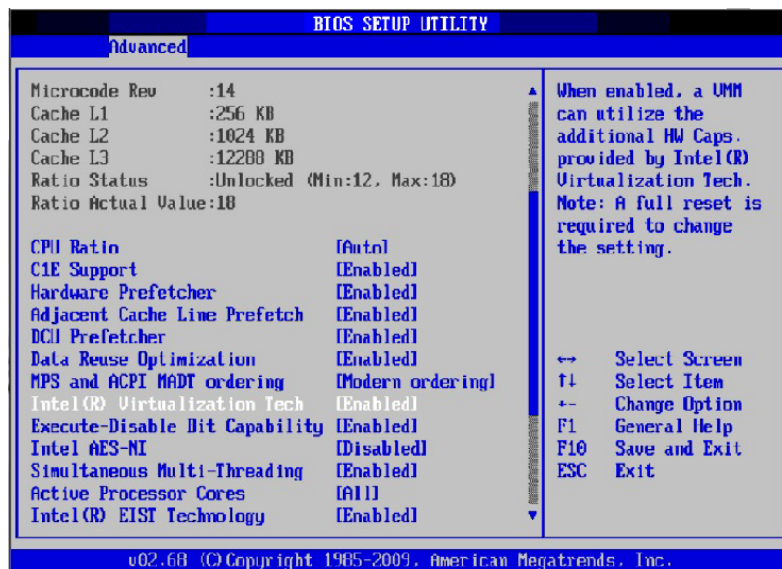 BIOS SETUP UTILITY
Advanced
Microcode Rev :14
Cache L1 :256 KB
Cache L2 :1024 KB
Cache L3 :12288 KB
Ratio Status :Unlocked (Min:12, Max:18)
Ratio Actual Value:18
CPU Ratio [Auto]
C1E Support [Enabled]
Hardware Prefetcher [Enabled]
Adjacent Cache Line Prefetch [Enabled]
DCU Prefetcher [Enabled]
Data Reuse Optimization [Enabled]
MPS and ACPI MADT ordering [Modern ordering]
Intel(R) Virtualization Tech [Enabled]
Execute-Disable Bit Capability [Enabled]
Intel AES-NI [Disabled]
Simultaneous Multi-Threading [Enabled]
Active Processor Cores [All]
Intel(R) EIST Technology [Enabled]
When enabled, a VMM
can utilize the
additional HW Caps.
provided by Intel(R)
Virtualization Tech.
Note: A full reset is
required to change
the setting.
↔ Select Screen
↑↓ Select Item
+- Change Option
F1 General Help
F10 Save and Exit
ESC Exit
v02.68 (C)Copyright 1985-2009, American Megatrends, Inc.